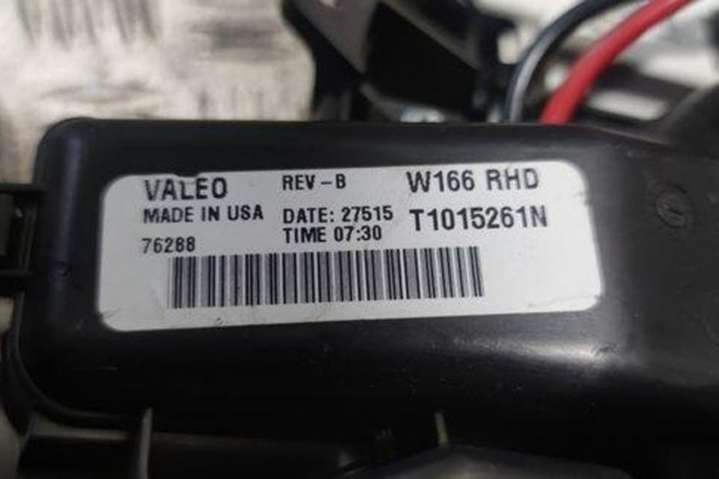 VALEO REV-B W166 RHD
MADE IN USA DATE: 27515 T1015261N
76288 TIME 07:30